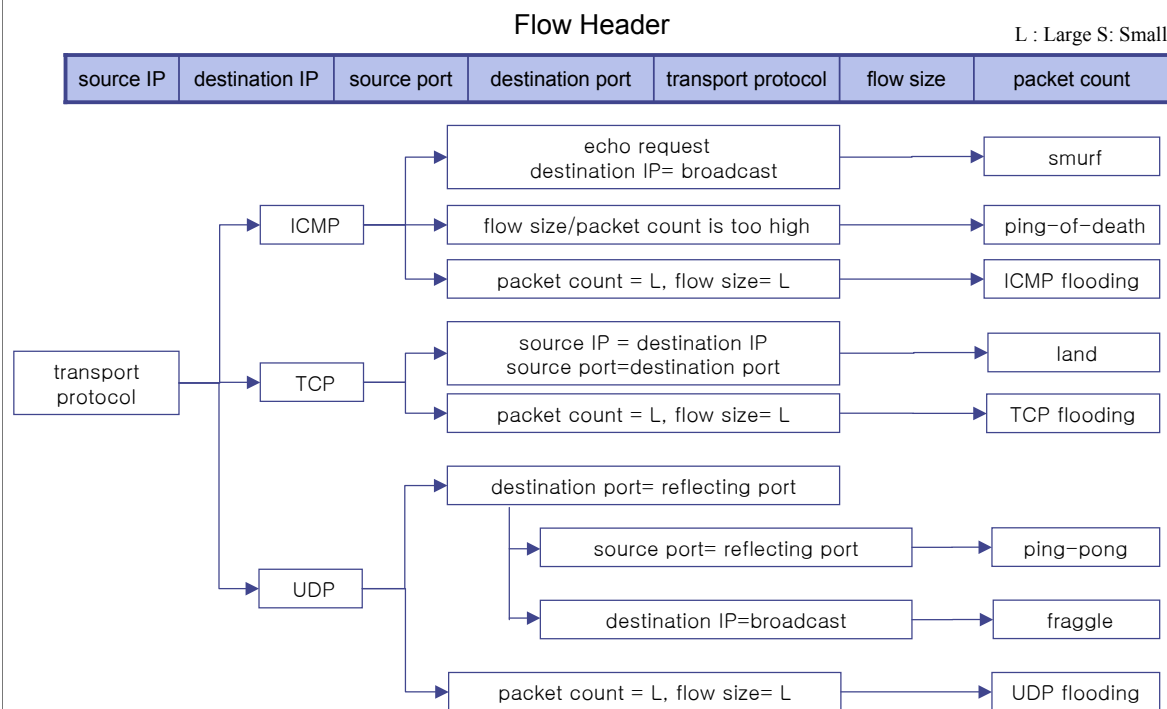 Flow Header
L : Large S: Small
source IP
destination IP
source port
destination port
transport protocol
flow size
packet count
echo request
destination IP= broadcast
smurf
ICMP
flow size/packet count is too high
ping-of-death
packet count = L, flow size= L
ICMP flooding
transport
protocol
TCP
source IP = destination IP
source port=destination port
land
packet count = L, flow size= L
TCP flooding
UDP
destination port= reflecting port
source port= reflecting port
ping-pong
destination IP=broadcast
fraggle
packet count = L, flow size= L
UDP flooding